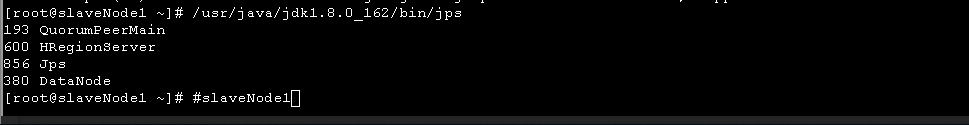 [root@slaveNode1 ~]# /usr/java/jdk1.8.0_162/bin/jps
193 QuorumPeerMain
600 HRegionServer
856 Jps
380 DataNode
[root@slaveNode1 ~]# #slaveNode1